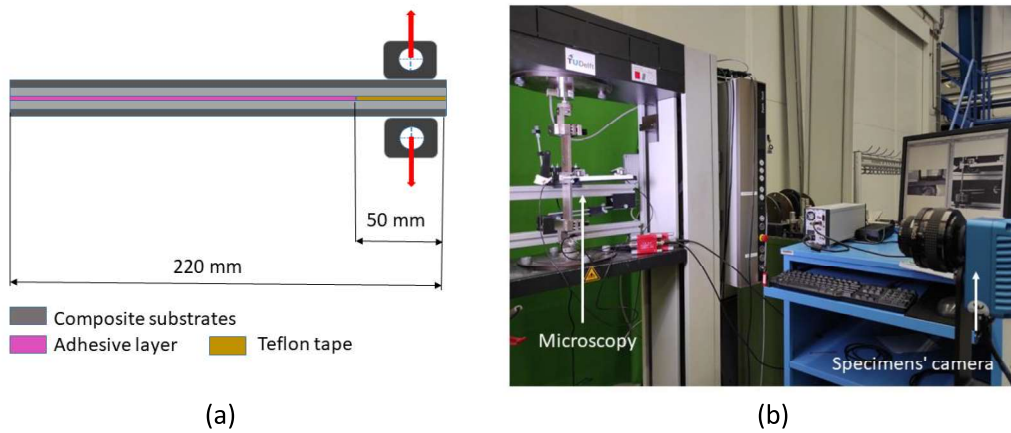 50 mm
220 mm
Composite substrates
Adhesive layer
Teflon tape
(a)
TUDelft
Microscopy
Specimens' camera
(b)